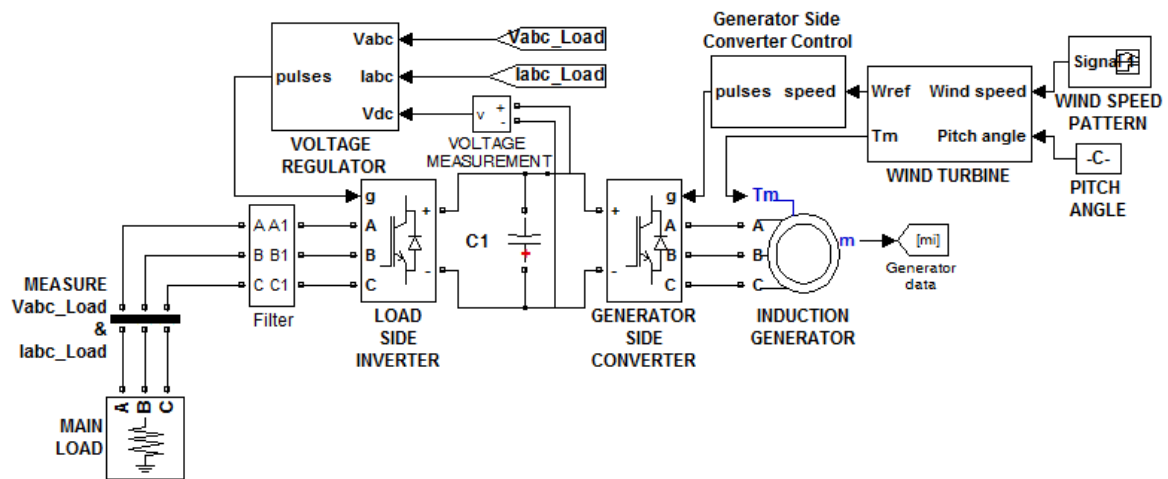 Vabc
pulses
Iabc
Vdc
VOLTAGE
REGULATOR
Vabc_Load
Iabc_Load
v
+
-
VOLTAGE
MEASUREMENT
Generator Side
Converter Control
pulses speed
Wref
Wind speed
Tm
Pitch angle
WIND TURBINE
Signal 1
WIND SPEED
PATTERN
-C-
PITCH
ANGLE
A A1
B B1
C C1
Filter
g
A
B
C
+
-
LOAD
SIDE
INVERTER
C1
+
+
-
g
A
B
C
GENERATOR
SIDE
CONVERTER
Tm
A
B
C
m
INDUCTION
GENERATOR
[mi]
Generator
data
MEASURE
Vabc_Load
&
Iabc_Load
A
B
C
MAIN
LOAD